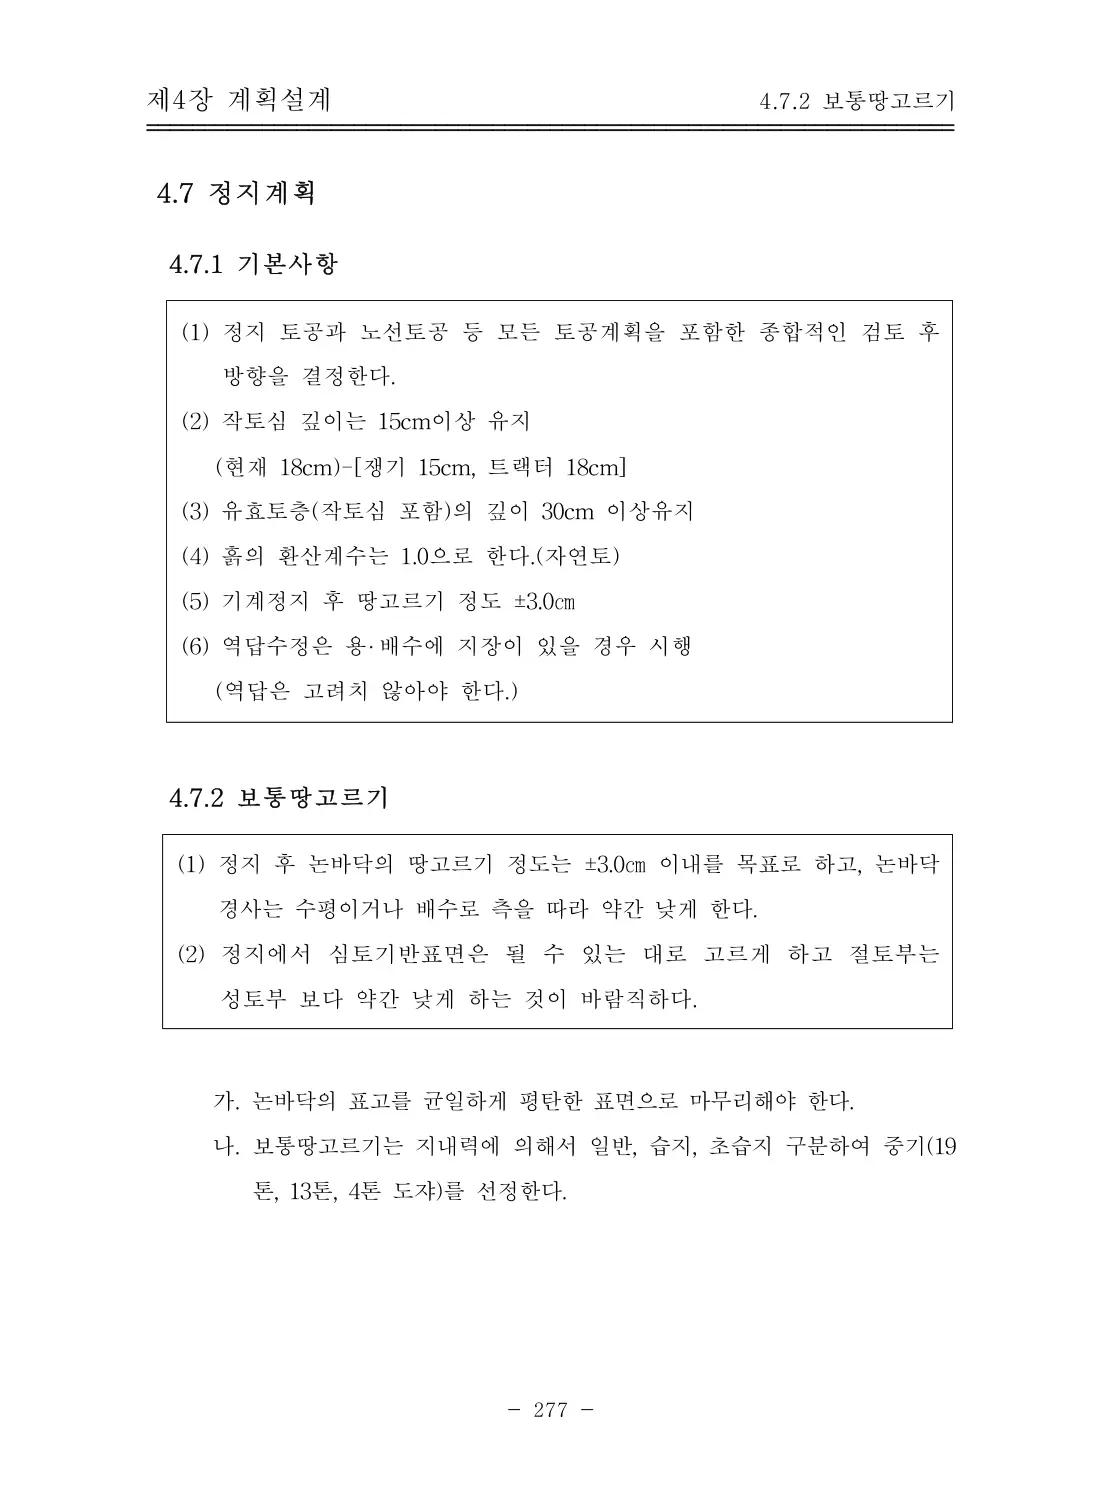 제4장 계획설계
4.7.2 보통땅고르기
4.7 정지계획
4.7.1 기본사항
(1) 정지 토공과 노선토공 등 모든 토공계획을 포함한 종합적인 검토 후
방향을 결정한다.
(2) 작토심 깊이는 15cm이상 유지
(현재 18cm)-[쟁기 15cm, 트랙터 18cm]
(3) 유효토층(작토심 포함)의 깊이 30cm 이상유지
(4) 흙의 환산계수는 1.0으로 한다.(자연토)
(5) 기계정지 후 땅고르기 정도 ±3.0㎝
(6) 역답수정은 용·배수에 지장이 있을 경우 시행
(역답은 고려치 않아야 한다.)
4.7.2 보통땅고르기
(1) 정지 후 논바닥의 땅고르기 정도는 ±3.0㎝ 이내를 목표로 하고, 논바닥
경사는 수평이거나 배수로 측을 따라 약간 낮게 한다.
(2) 정지에서 심토기반표면은 될 수 있는 대로 고르게 하고 절토부는
성토부 보다 약간 낮게 하는 것이 바람직하다.
가. 논바닥의 표고를 균일하게 평탄한 표면으로 마무리해야 한다.
나. 보통땅고르기는 지내력에 의해서 일반, 습지, 초습지 구분하여 중기(19
톤, 13톤, 4톤 도쟈)를 선정한다.
- 277 -